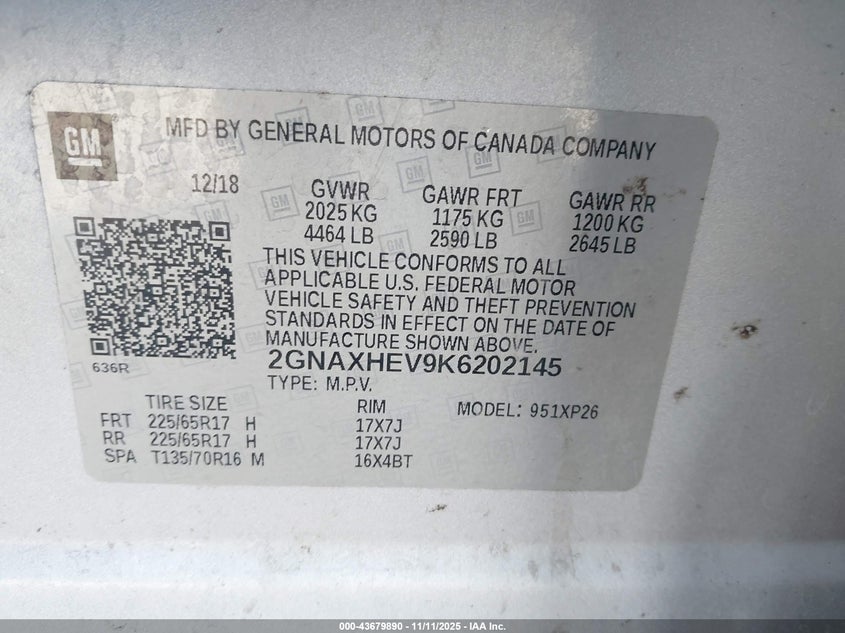 GM
MFD BY GENERAL MOTORS OF CANADA COMPANY
12/18
GVWR
2025 KG
4464 LB
GAWR FRT
1175 KG
2590 LB
GAWR RR
1200 KG
2645 LB
THIS VEHICLE CONFORMS TO ALL
APPLICABLE U.S. FEDERAL MOTOR
VEHICLE SAFETY AND THEFT PREVENTION
STANDARDS IN EFFECT ON THE DATE OF
MANUFACTURE SHOWN ABOVE.
636R
2GNAXHEV9K6202145
TYPE: M.P.V.
TIRE SIZE RIM MODEL: 951XP26
FRT 225/65R17 H 17X7J
RR 225/65R17 H 17X7J
SPA T135/70R16 M 16X4BT
000-43679890 - 11/11/2025 - IAA Inc.